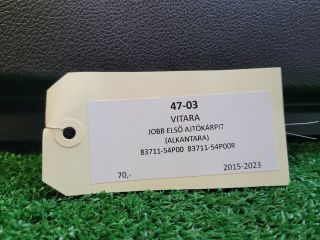 47-03
VITARA
JOBB ELSŐ AJTÓKÁRPIT
(ALKANTARA)
83711-54P00 83711-54P00R
70,- 2015-2023